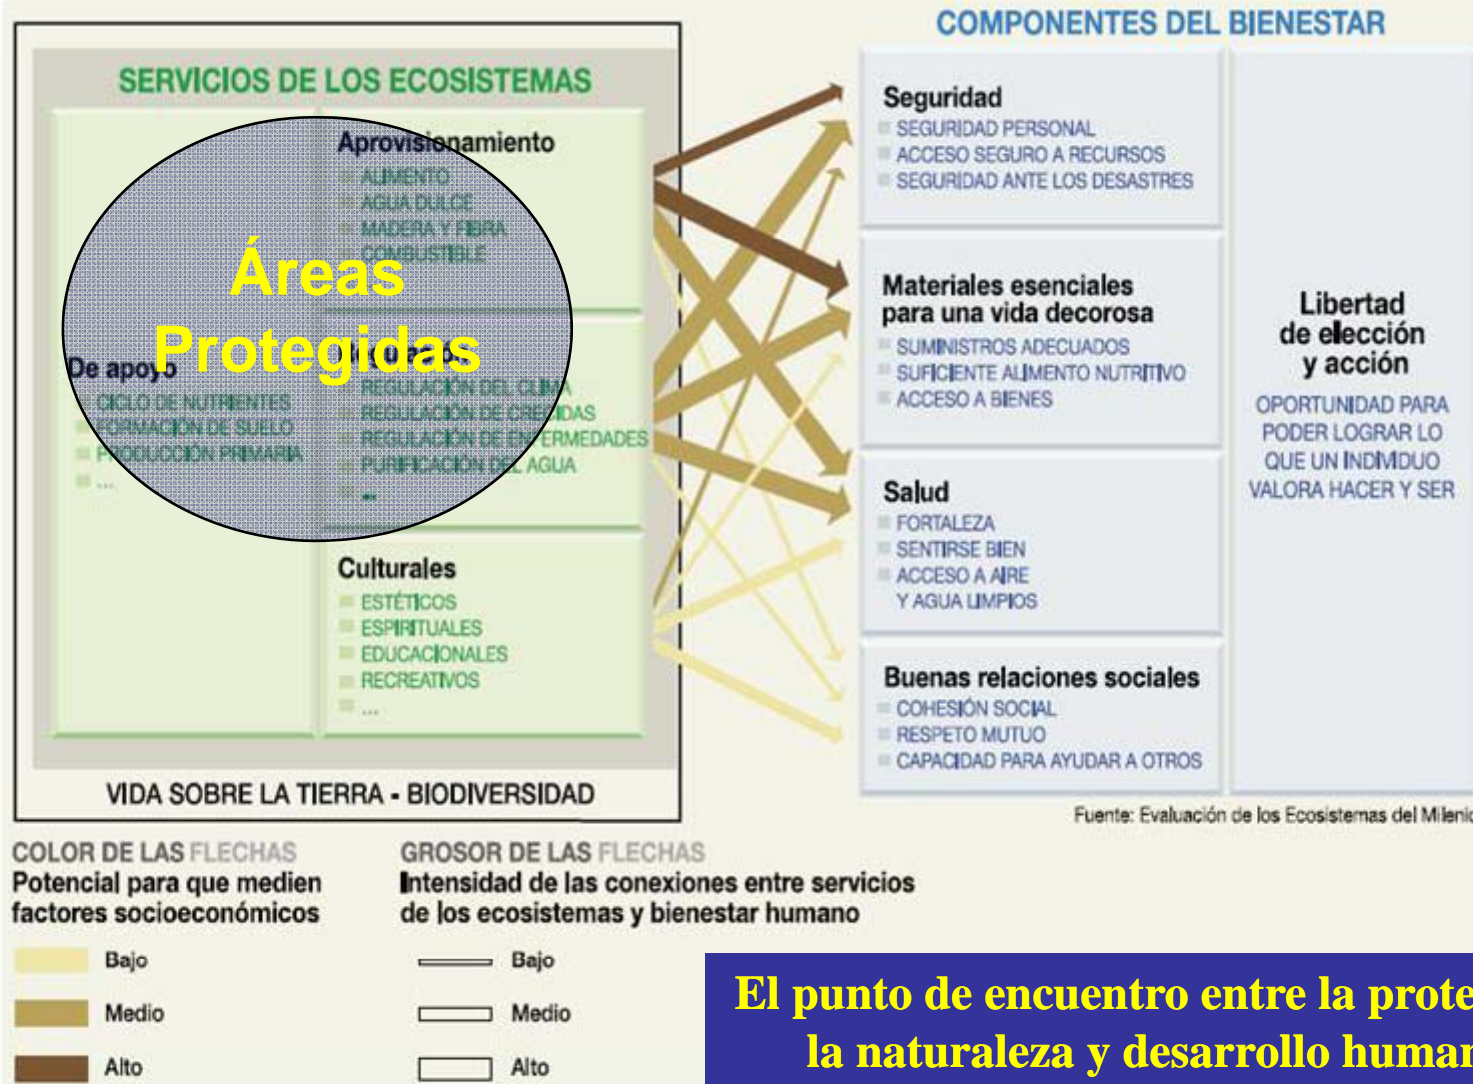 COMPONENTES DEL BIENESTAR
SERVICIOS DE LOS ECOSISTEMAS
Aprovisionamiento
ALIMENTO
AGUA DULCE
MADERA Y FIBRA
COMBUSTIBLE
Áreas
Protegidas
De apoyo
CICLO DE NUTRIENTES
FORMACIÓN DE SUELO
PRODUCCIÓN PRIMARIA
...
REGULACIÓN DEL CLIMA
REGULACIÓN DE CRECIDAS
REGULACIÓN DE ENFERMEDADES
PURIFICACIÓN DEL AGUA
Culturales
ESTÉTICOS
ESPIRITUALES
EDUCACIONALES
RECREATIVOS
...
VIDA SOBRE LA TIERRA - BIODIVERSIDAD
Seguridad
SEGURIDAD PERSONAL
ACCESO SEGURO A RECURSOS
SEGURIDAD ANTE LOS DESASTRES
Materiales esenciales
para una vida decorosa
SUMINISTROS ADECUADOS
SUFICIENTE ALIMENTO NUTRITIVO
ACCESO A BIENES
Salud
FORTALEZA
SENTIRSE BIEN
ACCESO A AIRE
Y AGUA LIMPIOS
Buenas relaciones sociales
COHESIÓN SOCIAL
RESPETO MUTUO
CAPACIDAD PARA AYUDAR A OTROS
Libertad
de elección
y acción
OPORTUNIDAD PARA
PODER LOGRAR LO
QUE UN INDIVIDUO
VALORA HACER Y SER
Fuente: Evaluación de los Ecosistemas del Milenio
COLOR DE LAS FLECHAS
Potencial para que medien
factores socioeconómicos
Bajo
Medio
Alto
GROSOR DE LAS FLECHAS
Intensidad de las conexiones entre servicios
de los ecosistemas y bienestar humano
Bajo
Medio
Alto
El punto de encuentro entre la prote
la naturaleza y desarrollo human